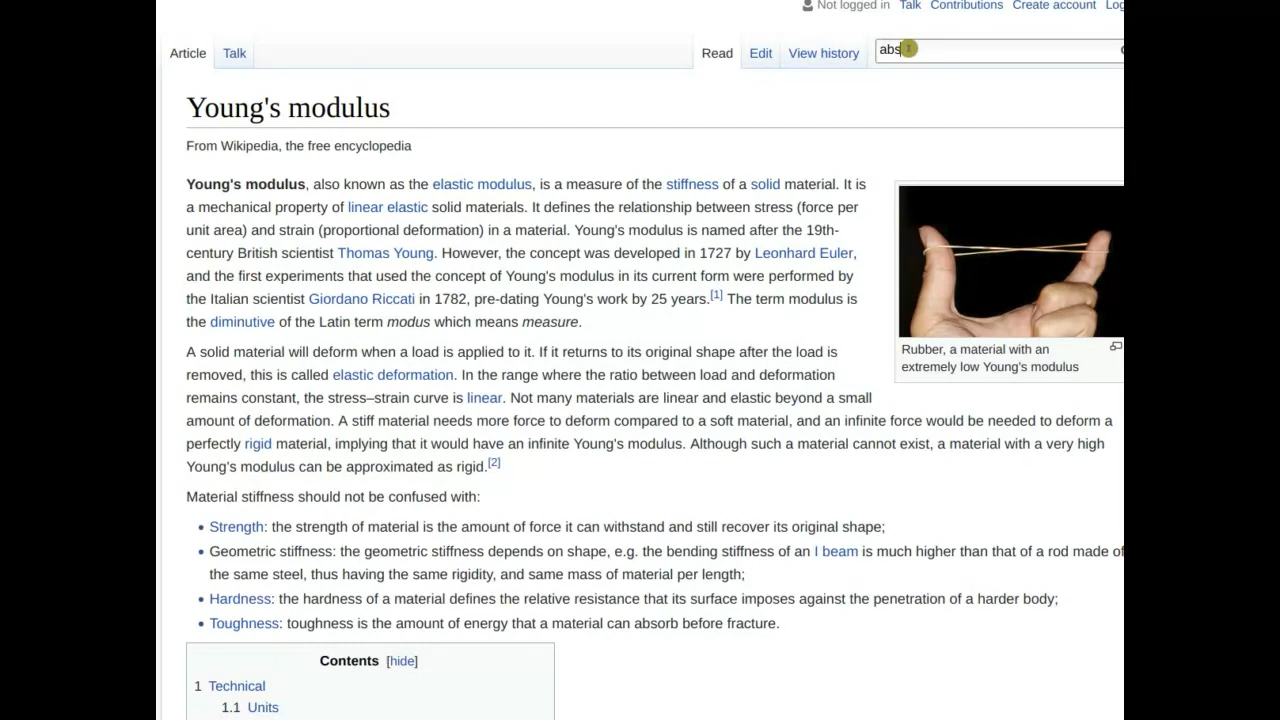 Not logged in Talk Contributions Create account Log
Article Talk Read Edit View history abs
Young's modulus
From Wikipedia, the free encyclopedia
Young's modulus, also known as the elastic modulus, is a measure of the stiffness of a solid material. It is
a mechanical property of linear elastic solid materials. It defines the relationship between stress (force per
unit area) and strain (proportional deformation) in a material. Young's modulus is named after the 19th-
century British scientist Thomas Young. However, the concept was developed in 1727 by Leonhard Euler,
and the first experiments that used the concept of Young's modulus in its current form were performed by
the Italian scientist Giordano Riccati in 1782, pre-dating Young's work by 25 years.[1] The term modulus is
the diminutive of the Latin term modus which means measure.
Rubber, a material with an
extremely low Young's modulus
A solid material will deform when a load is applied to it. If it returns to its original shape after the load is
removed, this is called elastic deformation. In the range where the ratio between load and deformation
remains constant, the stress–strain curve is linear. Not many materials are linear and elastic beyond a small
amount of deformation. A stiff material needs more force to deform compared to a soft material, and an infinite force would be needed to deform a
perfectly rigid material, implying that it would have an infinite Young's modulus. Although such a material cannot exist, a material with a very high
Young's modulus can be approximated as rigid.[2]
Material stiffness should not be confused with:
• Strength: the strength of material is the amount of force it can withstand and still recover its original shape;
• Geometric stiffness: the geometric stiffness depends on shape, e.g. the bending stiffness of an I beam is much higher than that of a rod made of
the same steel, thus having the same rigidity, and same mass of material per length;
• Hardness: the hardness of a material defines the relative resistance that its surface imposes against the penetration of a harder body;
• Toughness: toughness is the amount of energy that a material can absorb before fracture.
Contents [hide]
1 Technical
1.1 Units